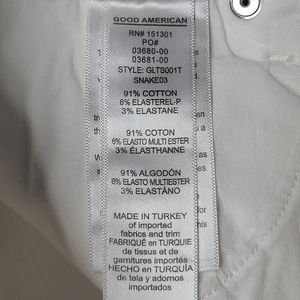 GOOD AMERICAN
RN# 151301
PO#
03680-00
03681-00
STYLE: GLTS001T
SNAKE03
91% COTTON
6% ELASTEREL-P
3% ELASTANE
91% COTON
6% ELASTO MULTI ESTER
3% ÉLASTHANNE
91% ALGODÓN
6% ELASTO MULTIESTER
3% ELASTÀNO
MADE IN TURKEY
of imported
fabrics and trim
FABRIQUÉ en TURQUIE
de tissus et de
garnitures importés
HECHO en TURQUÍA
de tela y adornos
importados